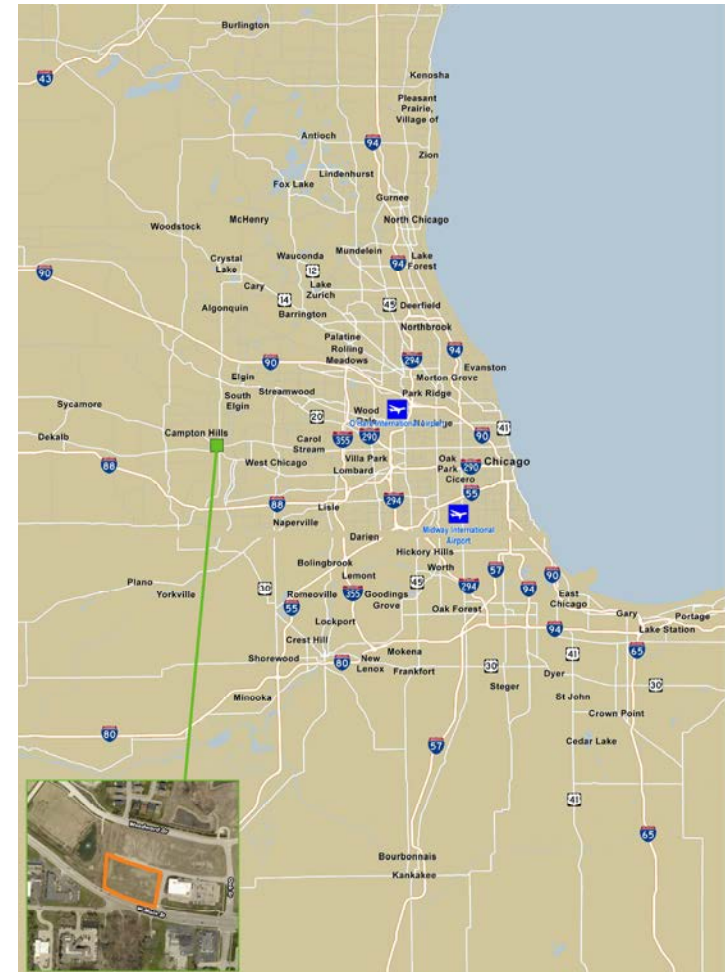 Burlington
43
Kenosha
Pleasant
Prairie,
Village of
Antioch
94
Zion
Lindenhurst
Fox Lake
Gurnee
McHenry
North Chicago
Woodstock
Mundelein
Wauconda
Lake
Forest
Crystal
Lake
12
94
90
Cary
Lake
Zurich
14
45
Deerfield
Algonquin
Barrington
Northbrook
Palatine
Rolling
Meadows
94
90
294
Evanston
Elgin
Morton Grove
Streamwood
Park Ridge
South
Elgin
Sycamore
20
Wood
Dale
O'Hare International Airport
41
Dekalb
Campton Hills
Carol
Stream
355
290
90
88
West Chicago
Villa Park
Oak
Park
Chicago
Lombard
290
Cicero
55
88
Lisle
294
Naperville
Midway International
Airport
Darien
Hickory Hills
Bolingbrook
Worth
57
Lemont
90
Plano
45
294
94
Yorkville
30
Romeoville
355
Goodings
Grove
East
Chicago
55
Oak Forest
Gary
Portage
Lockport
94
Lake Station
Crest Hill
Mokena
41
65
Shorewood
80
New
Lenox
Frankfort
30
Dyer
Steger
30
Minooka
St John
Crown Point
80
57
Cedar Lake
41
65
Woodward Dr
Bourbonnais
Kankakee
W Main St